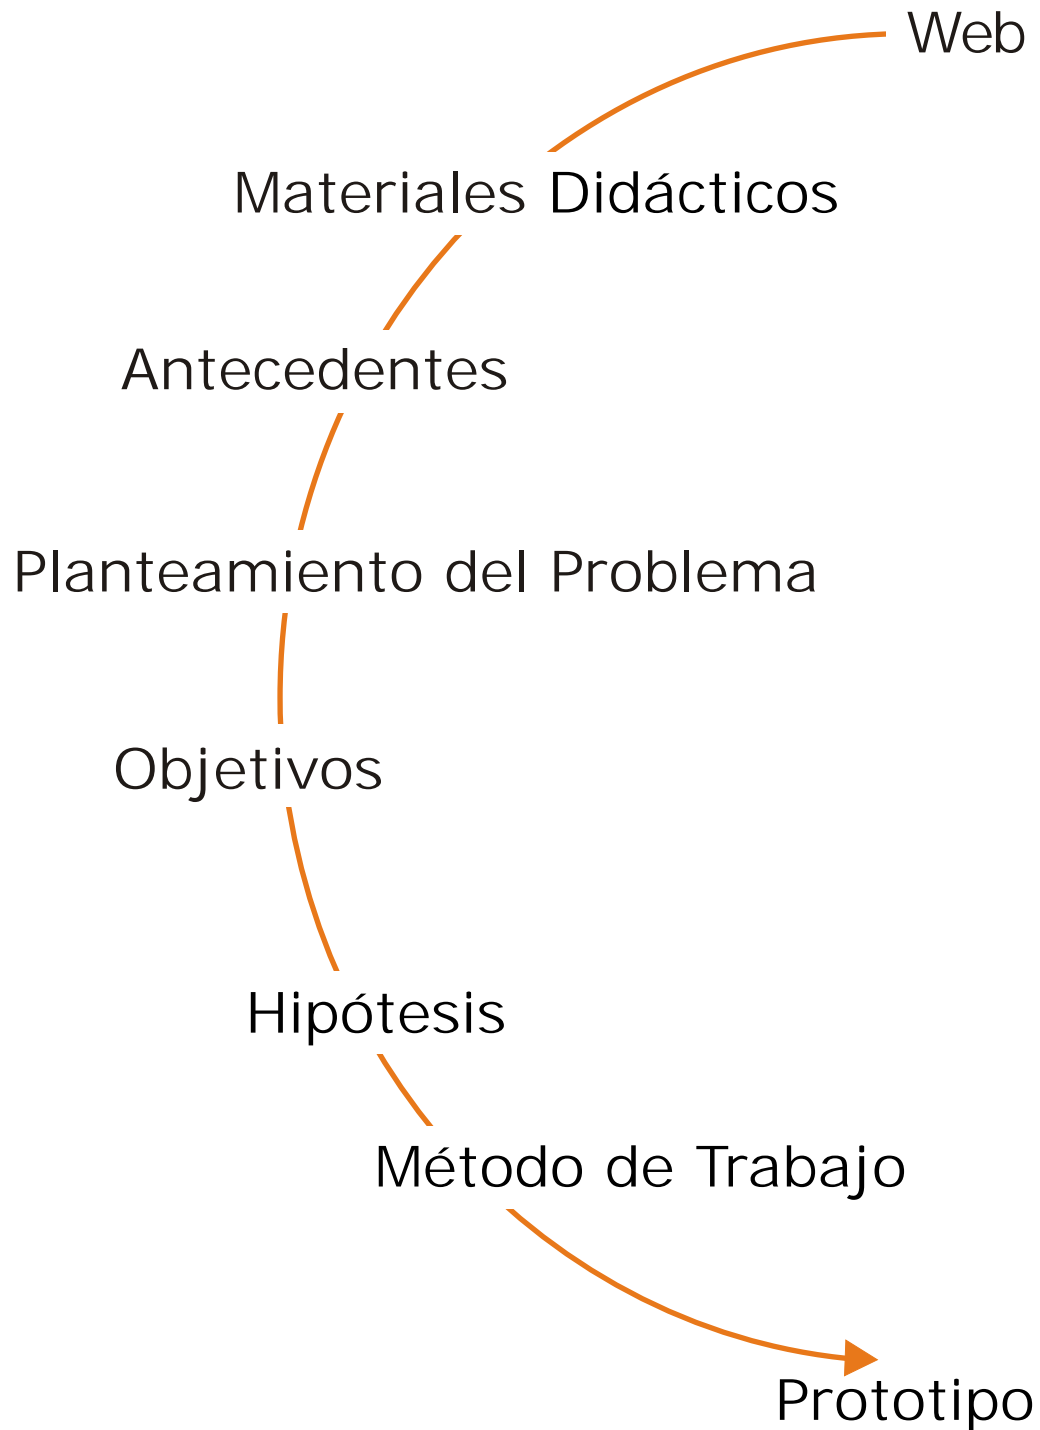 Web
Materiales Didácticos
Antecedentes
Planteamiento del Problema
Objetivos
Hipótesis
Método de Trabajo
Prototipo